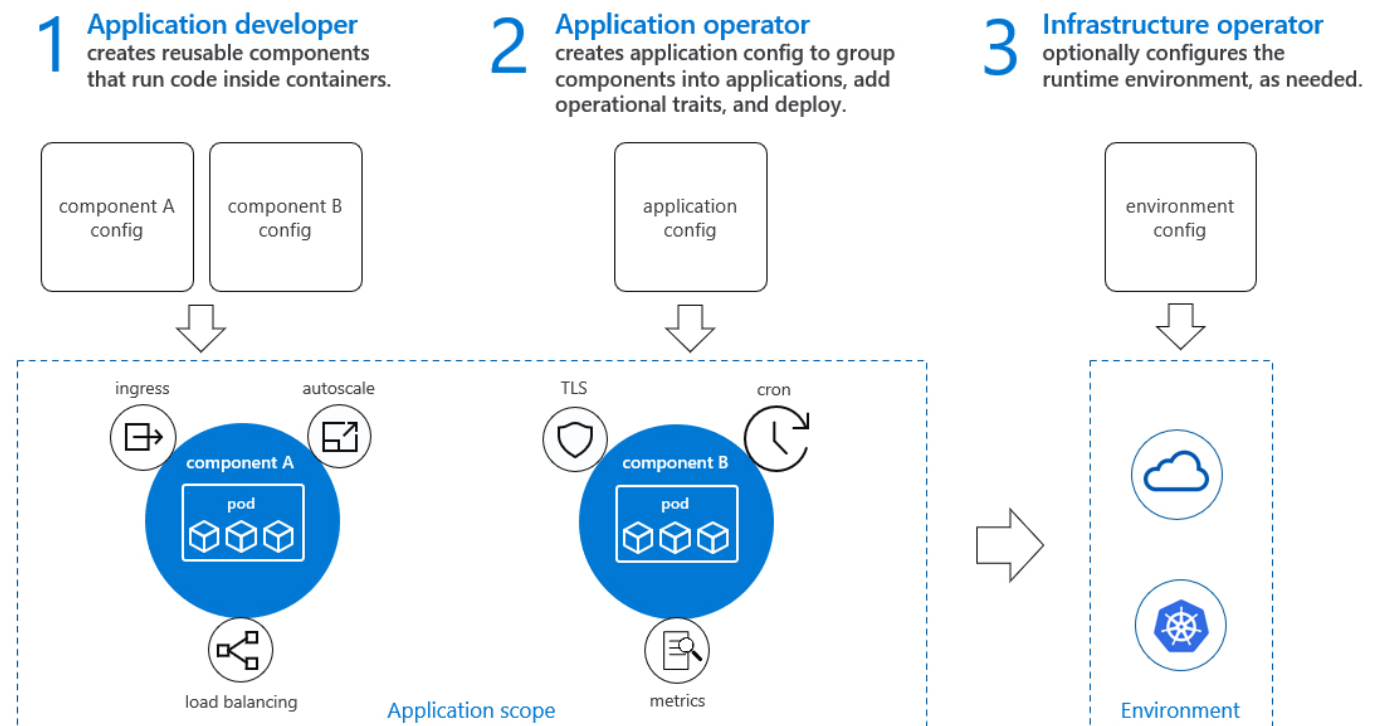 1
Application developer
creates reusable components
that run code inside containers.
2
Application operator
creates application config to group
components into applications, add
operational traits, and deploy.
3
Infrastructure operator
optionally configures the
runtime environment, as needed.
component A
config
component B
config
application
config
environment
config
ingress
autoscale
component A
pod
load balancing
TLS
cron
component B
pod
metrics
Application scope
Environment